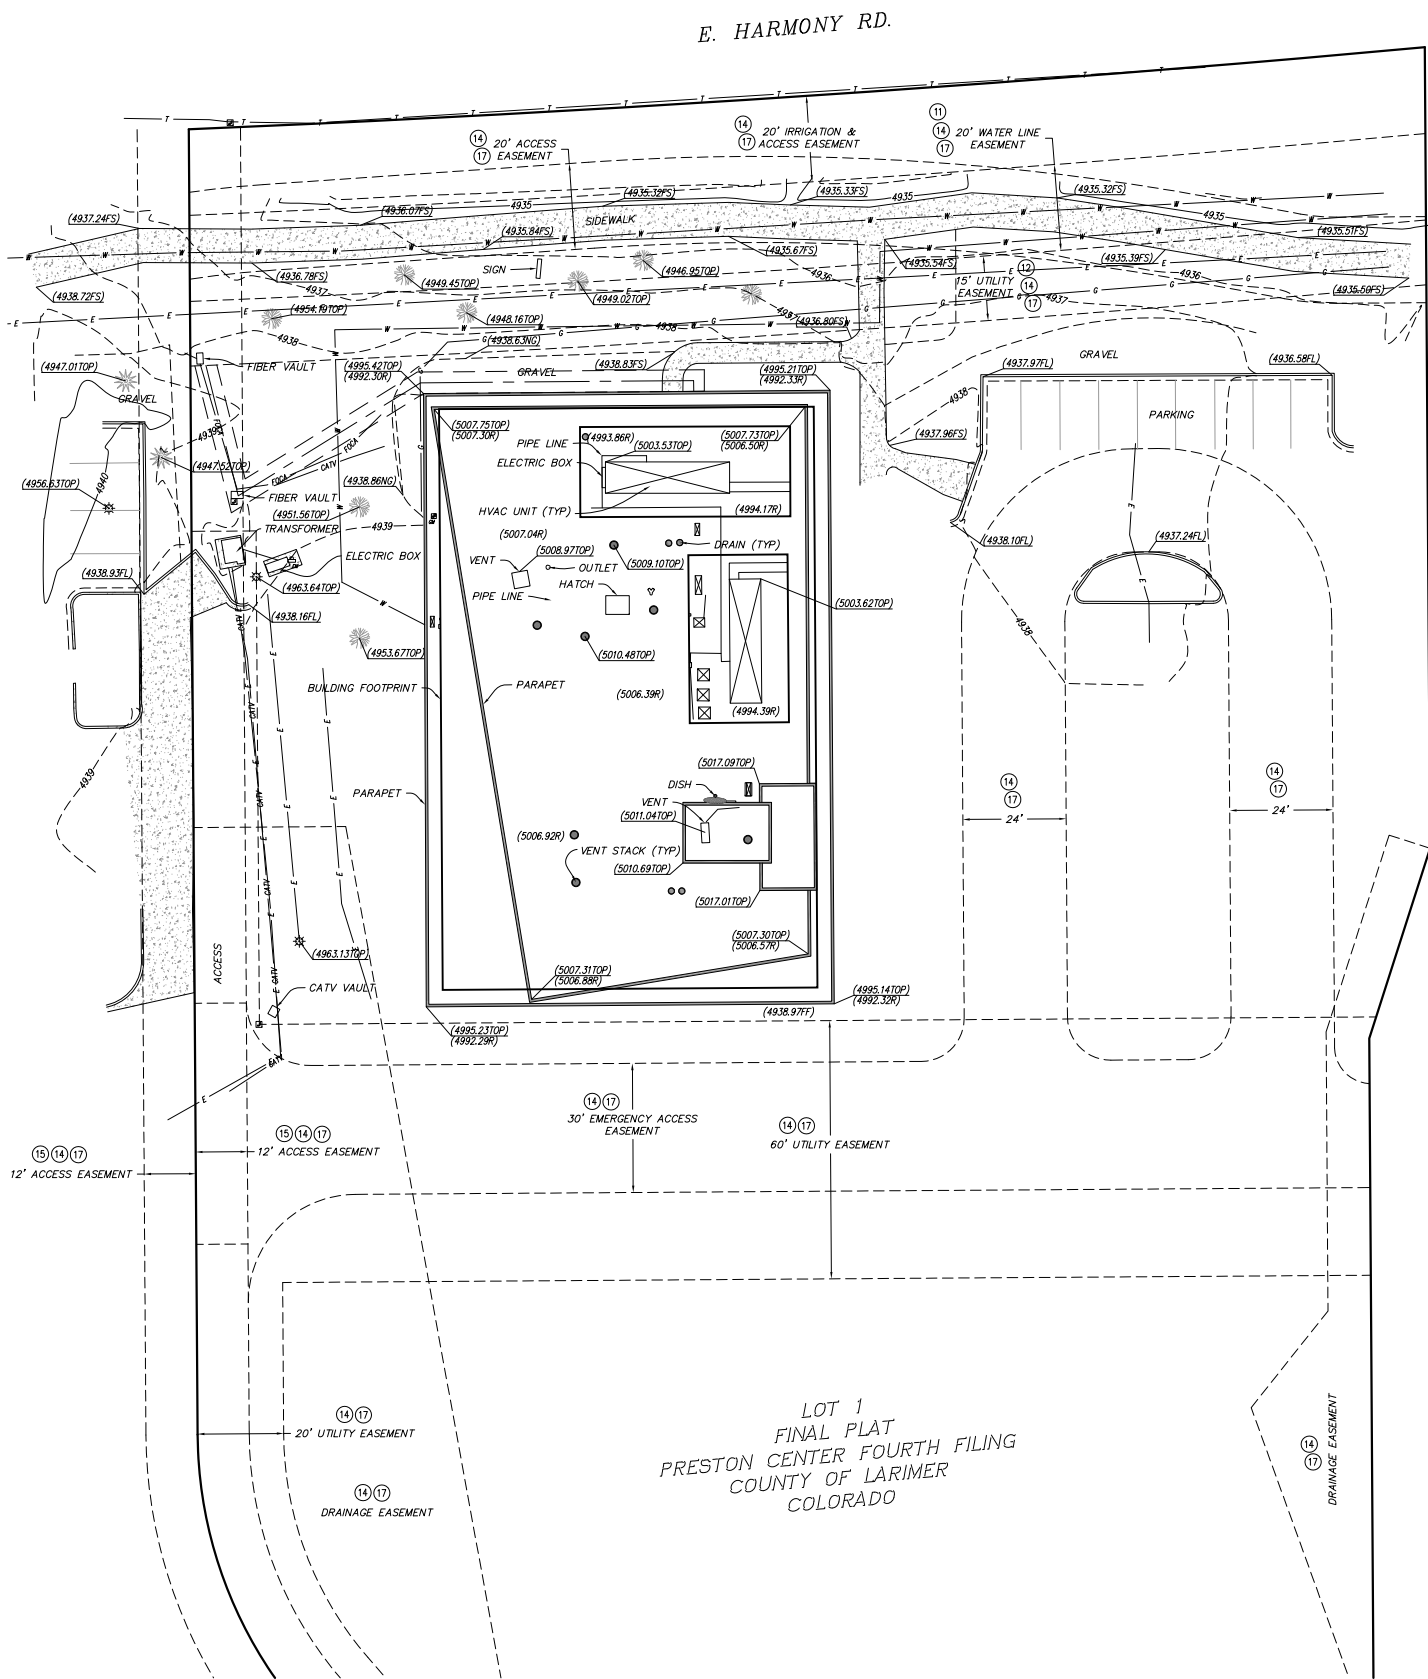 E. HARMONY RD.
T T T T T T T T T T T T T T T
14 17
20' ACCESS
EASEMENT
14 17
20' IRRIGATION &
ACCESS EASEMENT
11 14 17
20' WATER LINE
EASEMENT
(4937.24FS)
(4936.07FS)
4935
(4935.32FS)
(4935.33FS)
4935
(4935.32FS)
4935
SIDEWALK
(4935.84FS)
(4935.67FS)
(4935.54FS)
(4935.39FS)
(4935.51FS)
(4936.78FS)
4937
SIGN
(4949.45TOP)
(4946.95TOP)
4936
4936
(4938.72FS)
(4949.02TOP)
12 14 17
15' UTILITY
EASEMENT
4937
(4935.50FS)
(4954.19TOP)
(4948.16TOP)
(4936.80FS)
4938
4938
(4938.63NG)
(4947.01TOP)
FIBER VAULT
(4995.42TOP)
(4992.30R)
GRAVEL
(4938.83FS)
(4995.21TOP)
(4992.33R)
GRAVEL
(4937.97FL)
(4936.58FL)
GRAVEL
4938
PARKING
4939
(5007.75TOP)
(5007.30R)
PIPE LINE
(4993.86R)
(5003.53TOP)
(5007.73TOP)
(5006.50R)
(4937.96FS)
FOCA
CATV
FOCA
(4947.52TOP)
ELECTRIC BOX
(4956.63TOP)
4940
(4938.86NG)
FIBER VAULT
(4951.56TOP)
HVAC UNIT (TYP)
(4994.17R)
TRANSFORMER
4939
(5007.04R)
(4938.10FL)
(4937.24FL)
ELECTRIC BOX
VENT
(5008.97TOP)
DRAIN (TYP)
(4938.93FL)
OUTLET
(5009.10TOP)
(4963.64TOP)
HATCH
PIPE LINE
(5003.62TOP)
(4938.16FL)
4938
(4953.67TOP)
(5010.48TOP)
BUILDING FOOTPRINT
PARAPET
(5006.39R)
(4994.39R)
4939
(5017.09TOP)
PARAPET
DISH
VENT
14 17
24'
14 17
24'
(5011.04TOP)
(5006.92R)
VENT STACK (TYP)
(5010.69TOP)
(5017.01TOP)
ACCESS
(4963.13TOP)
(5007.30TOP)
(5006.57R)
(5007.31TOP)
(5006.88R)
CATV VAULT
(4995.14TOP)
(4992.32R)
(4938.97FF)
(4995.23TOP)
(4992.29R)
CATV
14 17
30' EMERGENCY ACCESS
EASEMENT
14 17
60' UTILITY EASEMENT
15 14 17
12' ACCESS EASEMENT
15 14 17
12' ACCESS EASEMENT
14 17
20' UTILITY EASEMENT
14 17
DRAINAGE EASEMENT
LOT 1
FINAL PLAT
PRESTON CENTER FOURTH FILING
COUNTY OF LARIMER
COLORADO
14 17
DRAINAGE EASEMENT